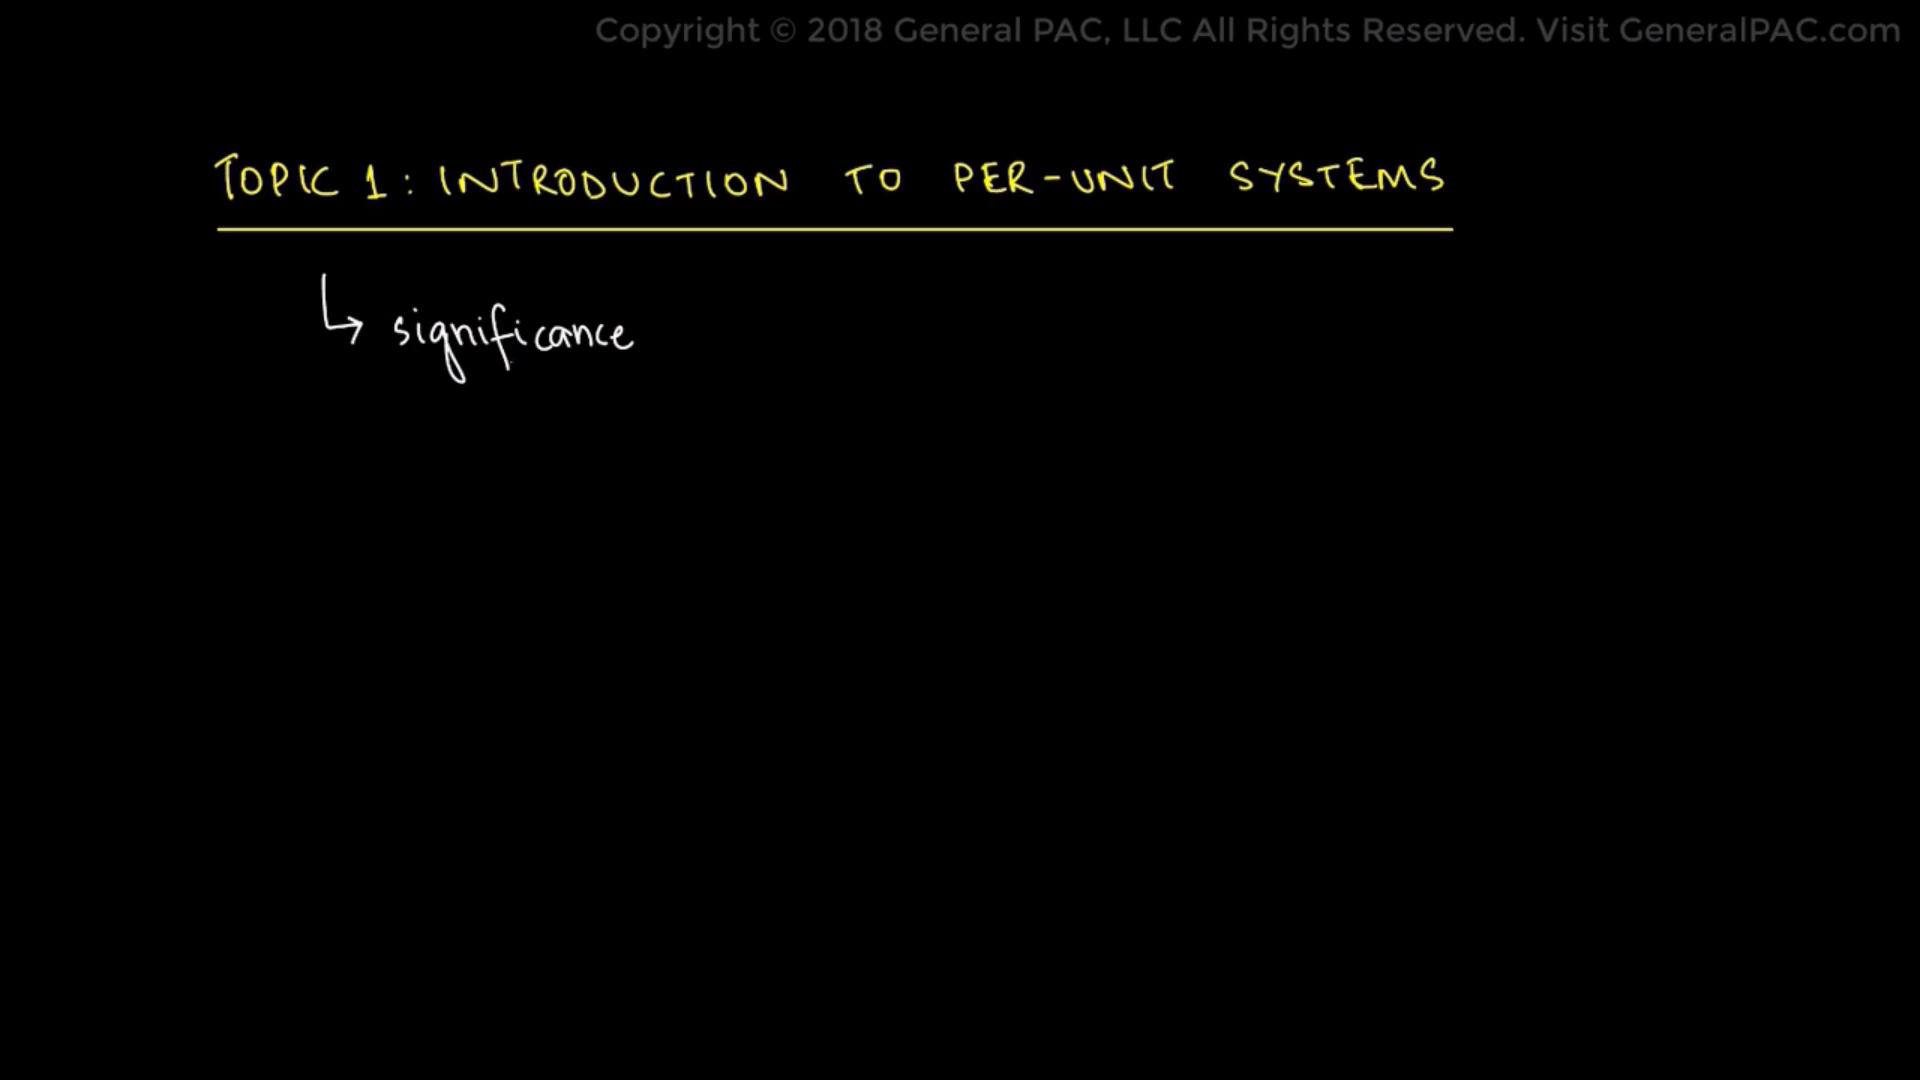 Copyright © 2018 General PAC, LLC All Rights Reserved. Visit GeneralPAC.com
TOPIC 1: INTRODUCTION TO PER-UNIT SYSTEMS
↳ significance